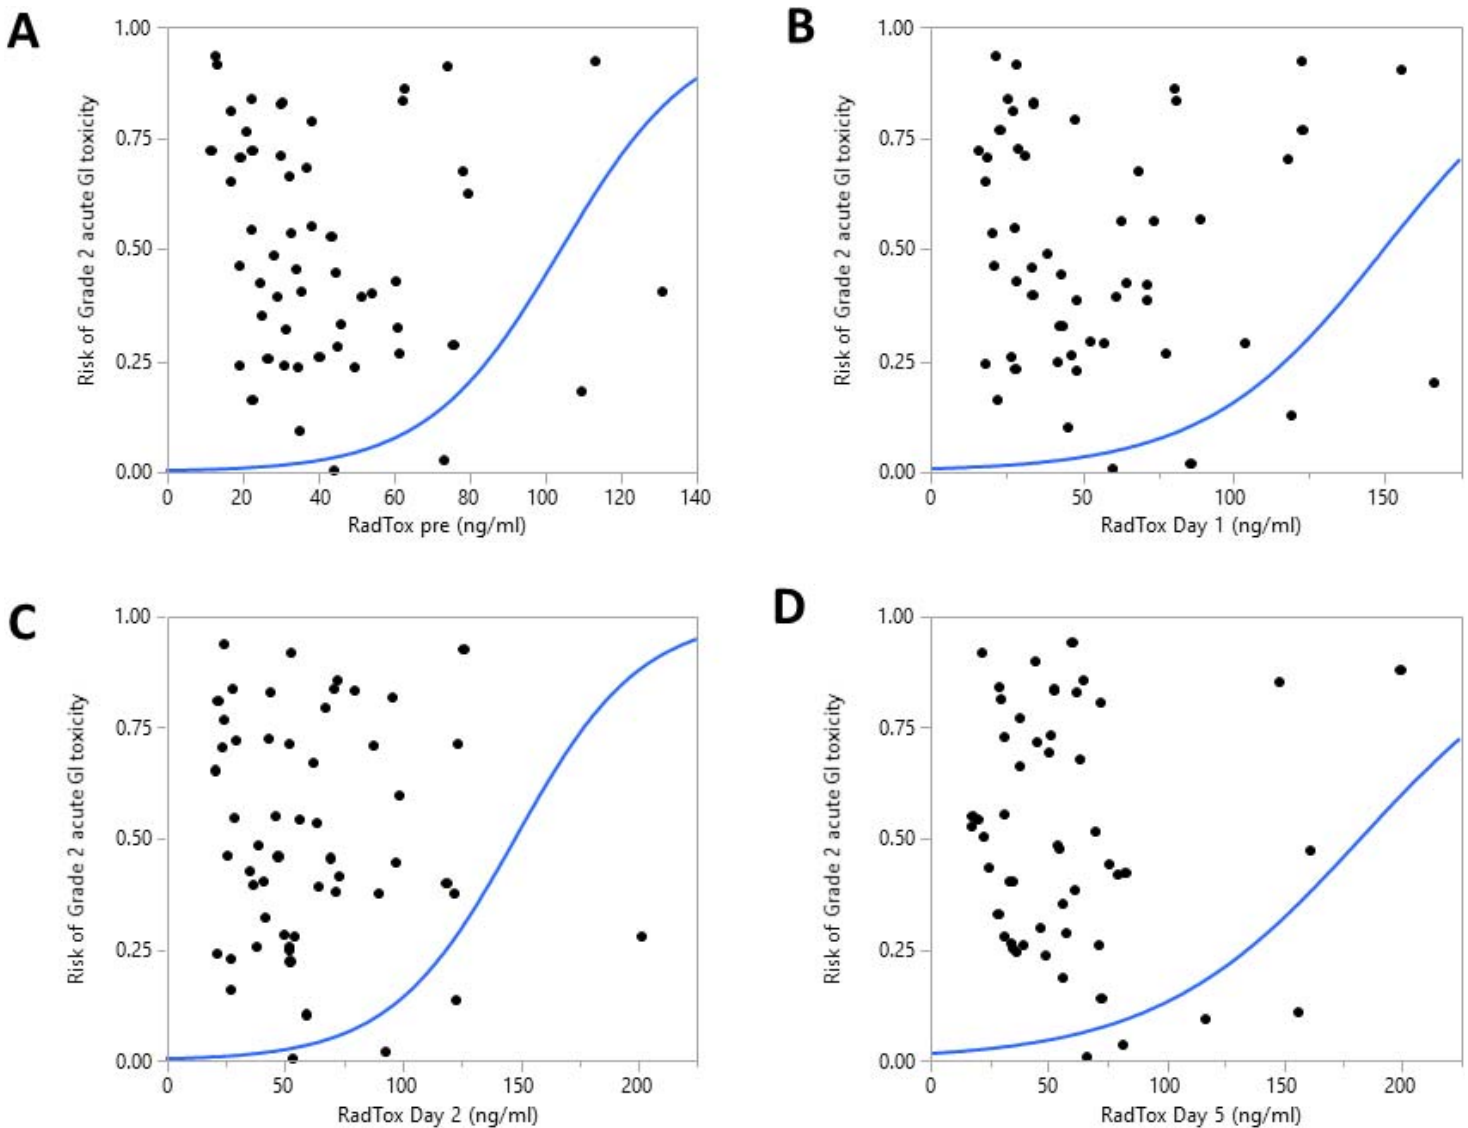 A
Risk of Grade 2 acute GI toxicity
1.00
0.75
0.50
0.25
0.00
0 20 40 60 80 100 120 140
RadTox pre (ng/ml)
B
Risk of Grade 2 acute GI toxicity
1.00
0.75
0.50
0.25
0.00
0 50 100 150
RadTox Day 1 (ng/ml)
C
Risk of Grade 2 acute GI toxicity
1.00
0.75
0.50
0.25
0.00
0 50 100 150 200
RadTox Day 2 (ng/ml)
D
Risk of Grade 2 acute GI toxicity
1.00
0.75
0.50
0.25
0.00
0 50 100 150 200
RadTox Day 5 (ng/ml)